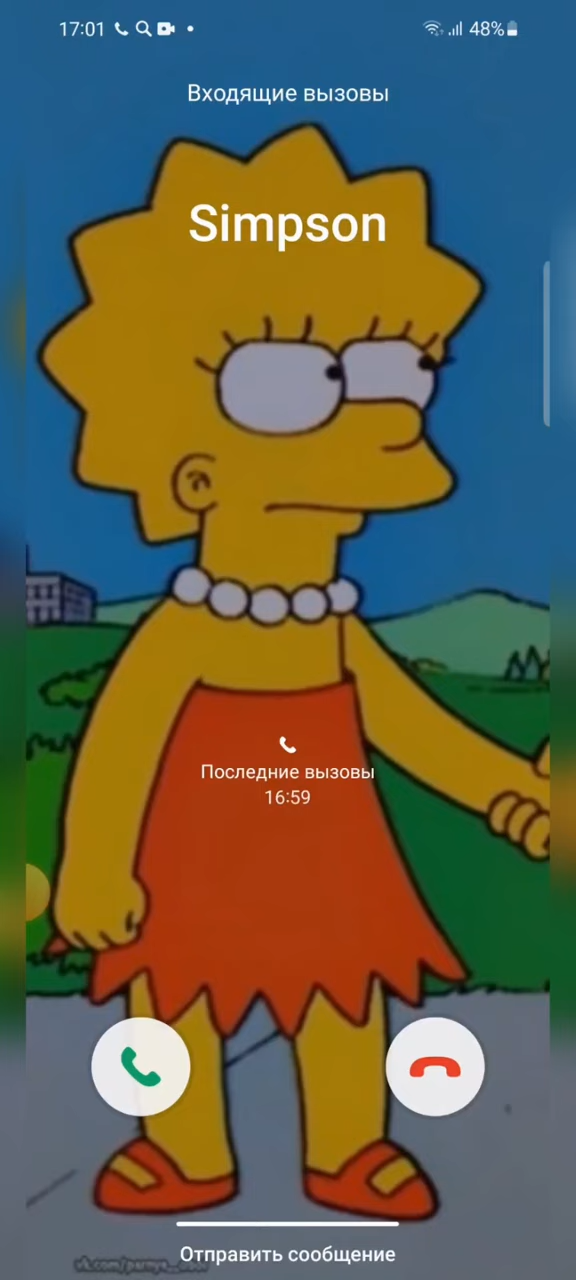 17:01
48%
Входящие вызовы
Simpson
Последние вызовы
16:59
Отправить сообщение